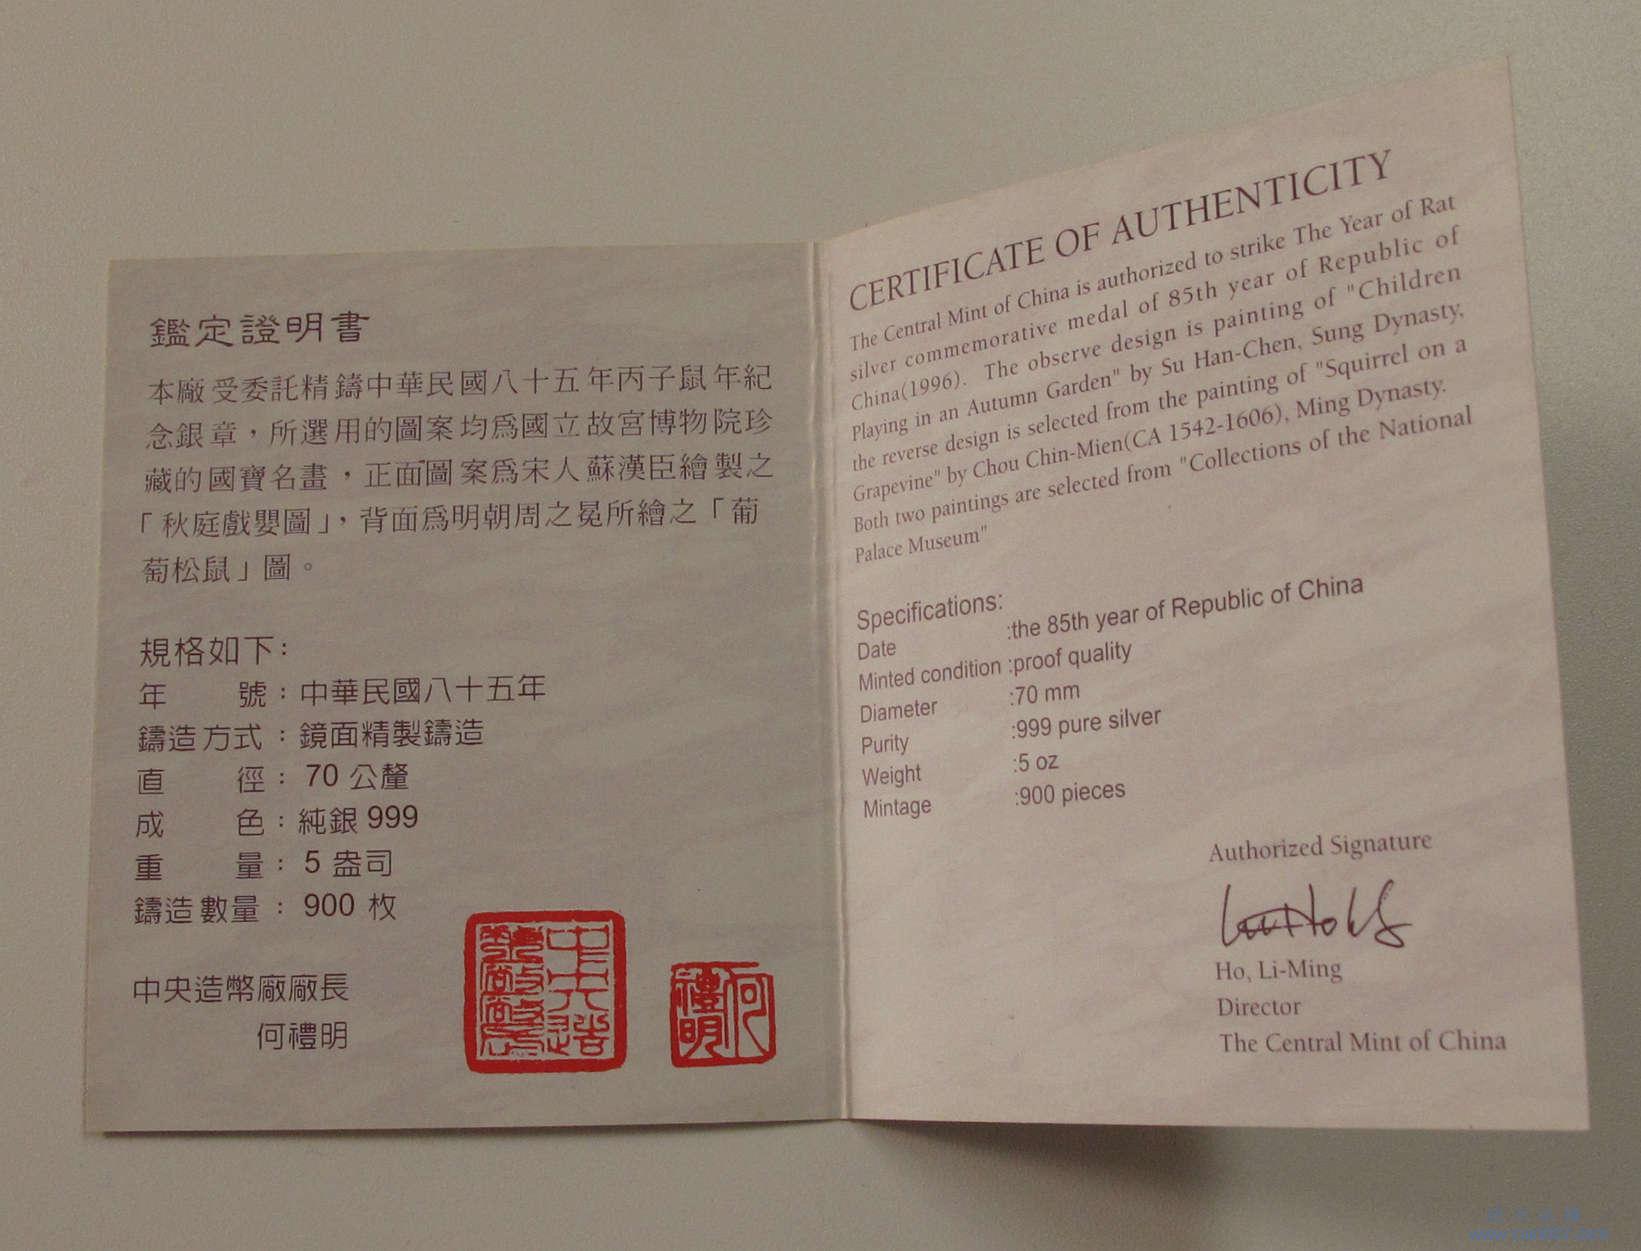 鑑定證明書
本廠受委託精鑄中華民國八十五年丙子鼠年紀
念銀章，所選用的圖案均為國立故宮博物院珍
藏的國寶名畫，正面圖案為宋人蘇漢臣繪製之
「秋庭戲嬰圖」，背面為明朝周之冕所繪之「葡
萄松鼠」圖。
規格如下：
年號：中華民國八十五年
鑄造方式：鏡面精製鑄造
直徑：70 公釐
成色：純銀 999
重量：5 盎司
鑄造數量：900 枚
中央造幣廠廠長
何禮明
何禮明
CERTIFICATE OF AUTHENTICITY
The Central Mint of China is authorized to strike The Year of Rat
silver commemorative medal of 85th year of Republic of
China(1996). The observe design is painting of "Children
Playing in an Autumn Garden" by Su Han-Chen, Sung Dynasty,
the reverse design is selected from the painting of "Squirrel on a
Grapevine" by Chou Chin-Mien(CA 1542-1606), Ming Dynasty.
Both two paintings are selected from "Collections of the National
Palace Museum"
Specifications:
Date :the 85th year of Republic of China
Minted condition :proof quality
Diameter :70 mm
Purity :999 pure silver
Weight :5 oz
Mintage :900 pieces
Authorized Signature
Ho, Li-Ming
Director
The Central Mint of China